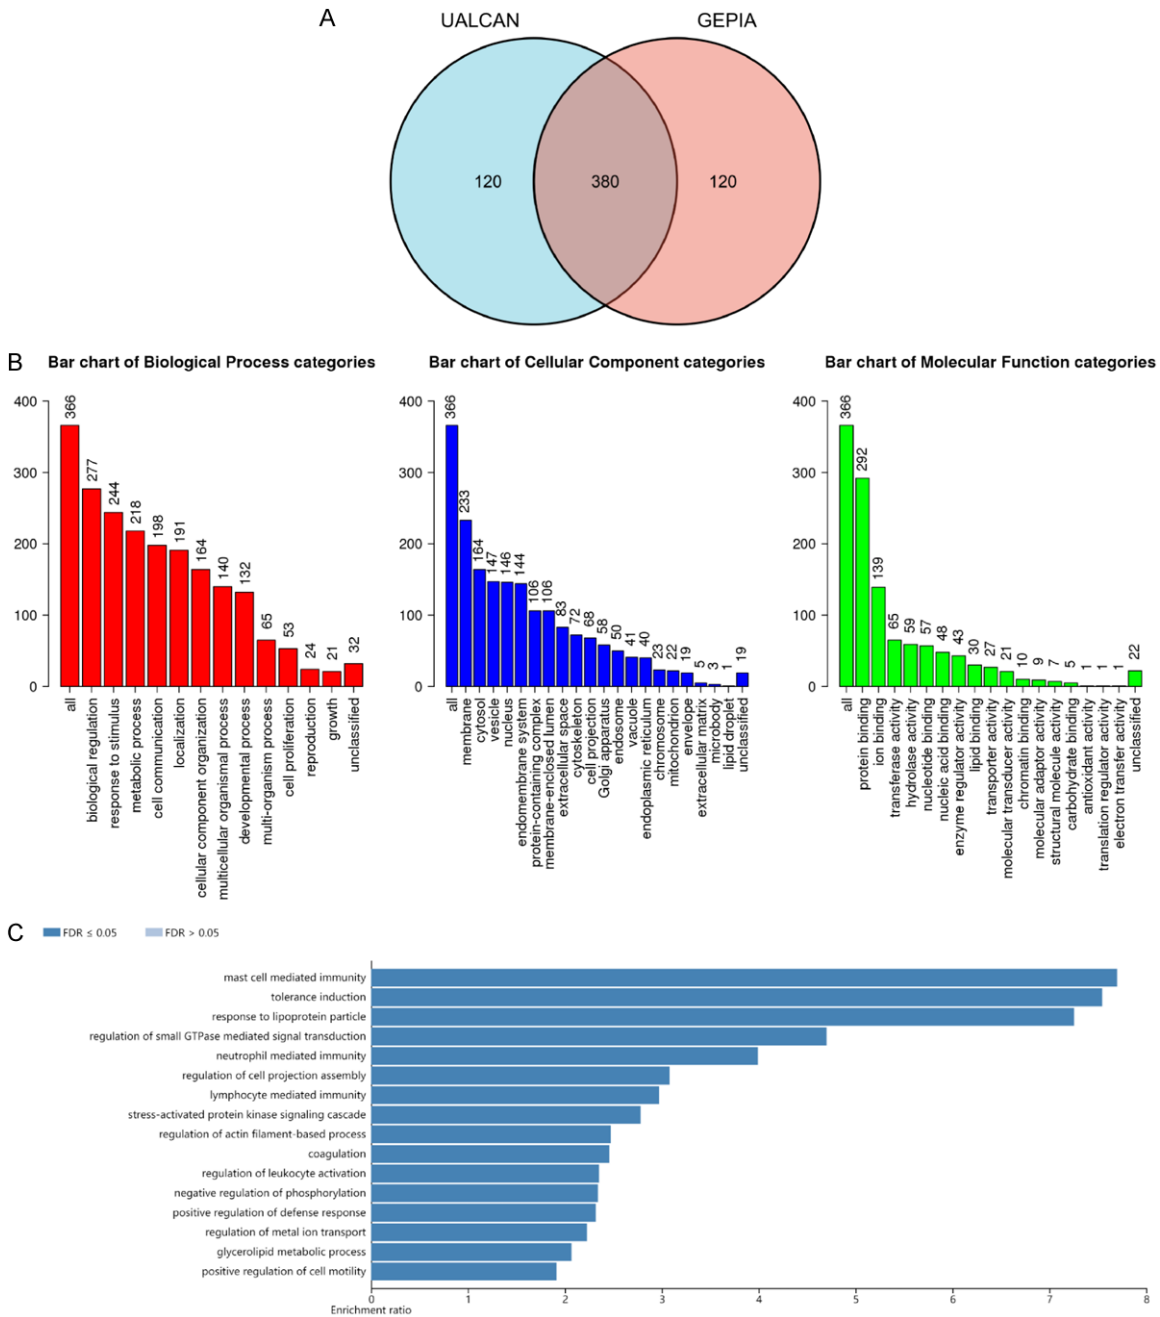 A
UALCAN
GEPIA
120
380
120
B
Bar chart of Biological Process categories
400
300
200
100
0
366
277
244
218
198
191
164
140
132
65
53
24
21
32
all
biological regulation
response to stimulus
metabolic process
cell communication
localization
cellular component organization
multicellular organismal process
developmental process
multi-organism process
cell proliferation
reproduction
growth
unclassified
Bar chart of Cellular Component categories
400
300
200
100
0
366
233
164
147
146
144
106
106
83
72
68
58
50
41
40
23
22
19
5
3
1
19
all
membrane
cytosol
vesicle
nucleus
endomembrane system
protein-containing complex
membrane-enclosed lumen
extracellular space
cytoskeleton
cell projection
Golgi apparatus
endosome
vacuole
endoplasmic reticulum
chromosome
mitochondrion
envelope
extracellular matrix
microbody
lipid droplet
unclassified
Bar chart of Molecular Function categories
400
300
200
100
0
366
292
139
65
59
57
48
43
30
27
21
10
9
7
5
1
1
1
22
all
protein binding
ion binding
transferase activity
hydrolase activity
nucleotide binding
nucleic acid binding
enzyme regulator activity
lipid binding
transporter activity
molecular transducer activity
chromatin binding
molecular adaptor activity
structural molecule activity
carbohydrate binding
antioxidant activity
translation regulator activity
electron transfer activity
unclassified
C
FDR ≤ 0.05
FDR > 0.05
mast cell mediated immunity
tolerance induction
response to lipoprotein particle
regulation of small GTPase mediated signal transduction
neutrophil mediated immunity
regulation of cell projection assembly
lymphocyte mediated immunity
stress-activated protein kinase signaling cascade
regulation of actin filament-based process
coagulation
regulation of leukocyte activation
negative regulation of phosphorylation
positive regulation of defense response
regulation of metal ion transport
glycerolipid metabolic process
positive regulation of cell motility
0 1 2 3 4 5 6 7 8
Enrichment ratio